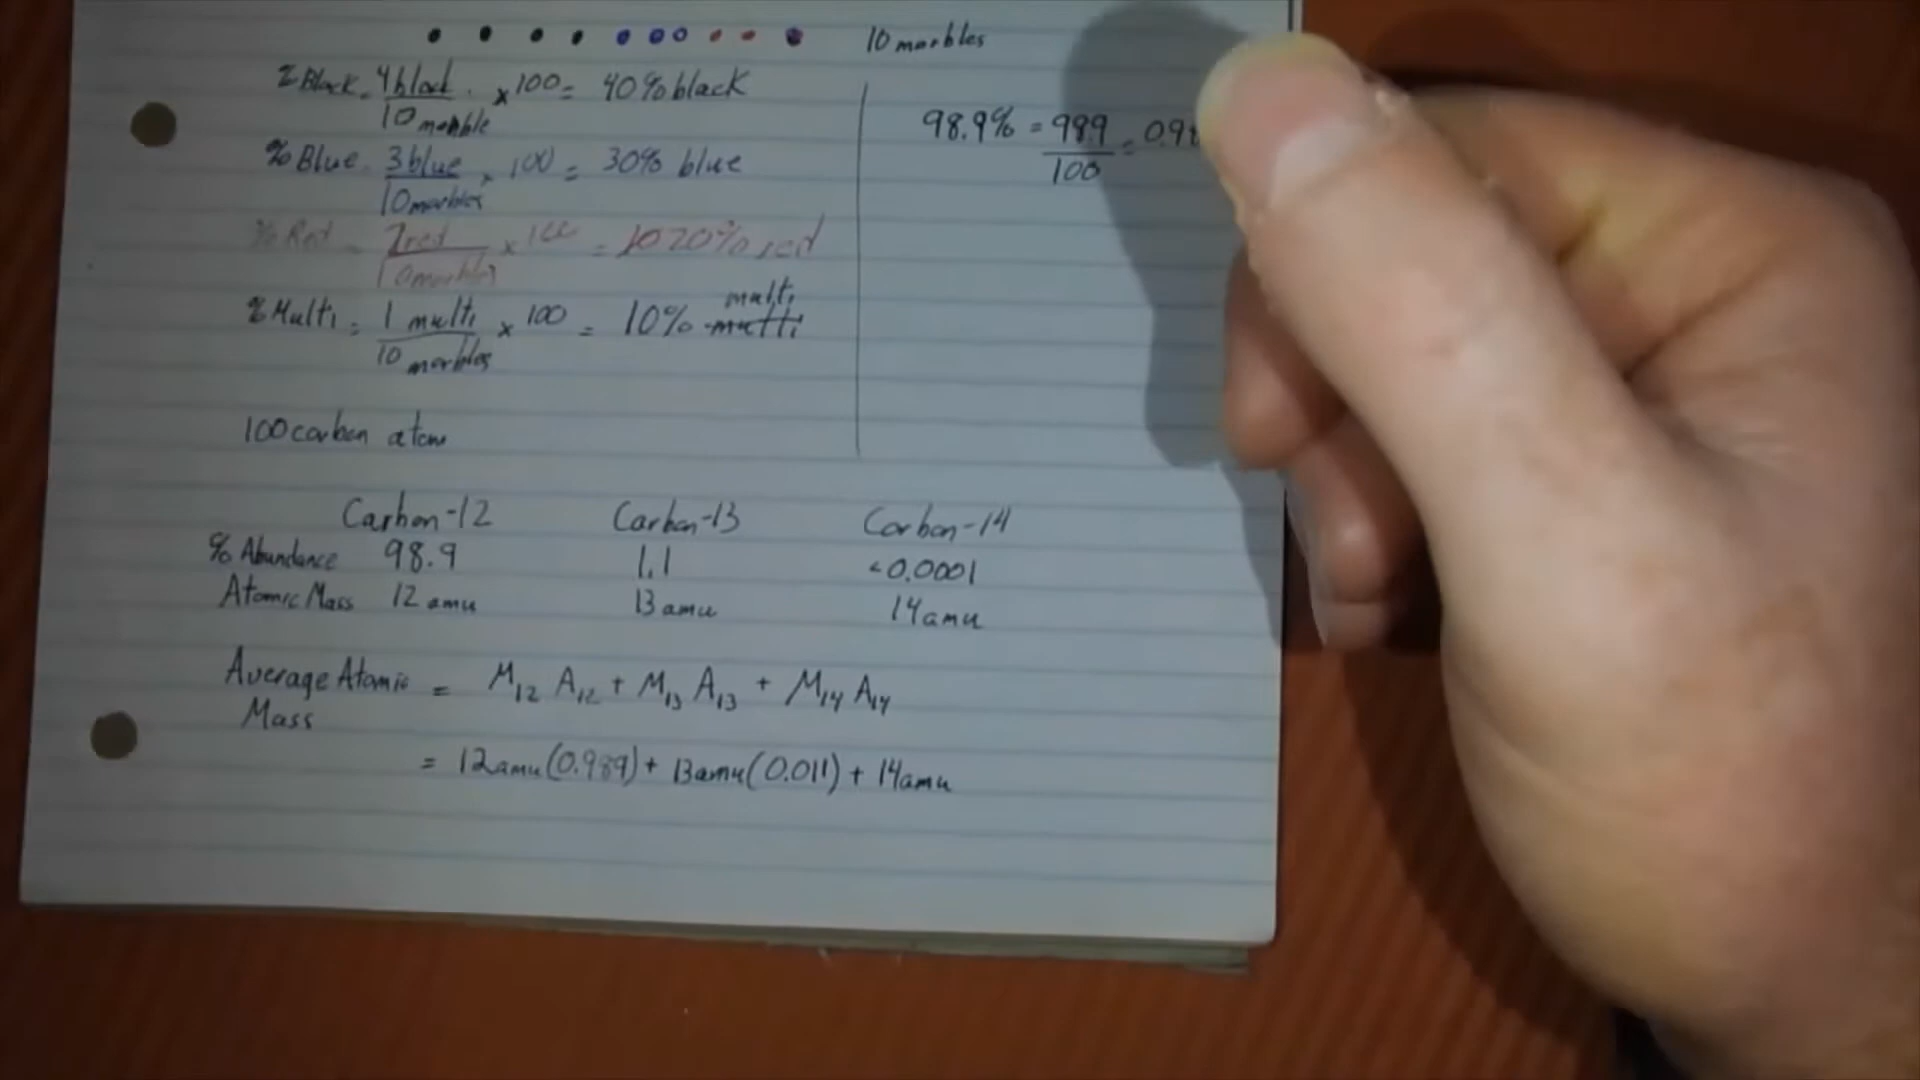 10 marbles
% Black = 4 black / 10 marble × 100 = 40% black
% Blue = 3 blue / 10 marbles × 100 = 30% blue
% Red = 2 red / 10 marbles × 100 = 20% red
% Multi = 1 multi / 10 marbles × 100 = 10% multi
98.9% = 98.9 / 100 = 0.98
100 carbon atom
Carbon-12 Carbon-13 Carbon-14
% Abundance 98.9 1.1 <0.0001
Atomic Mass 12 amu 13 amu 14 amu
Average Atomic Mass = M12 A12 + M13 A13 + M14 A14
= 12amu(0.989) + 13amu(0.011) + 14amu